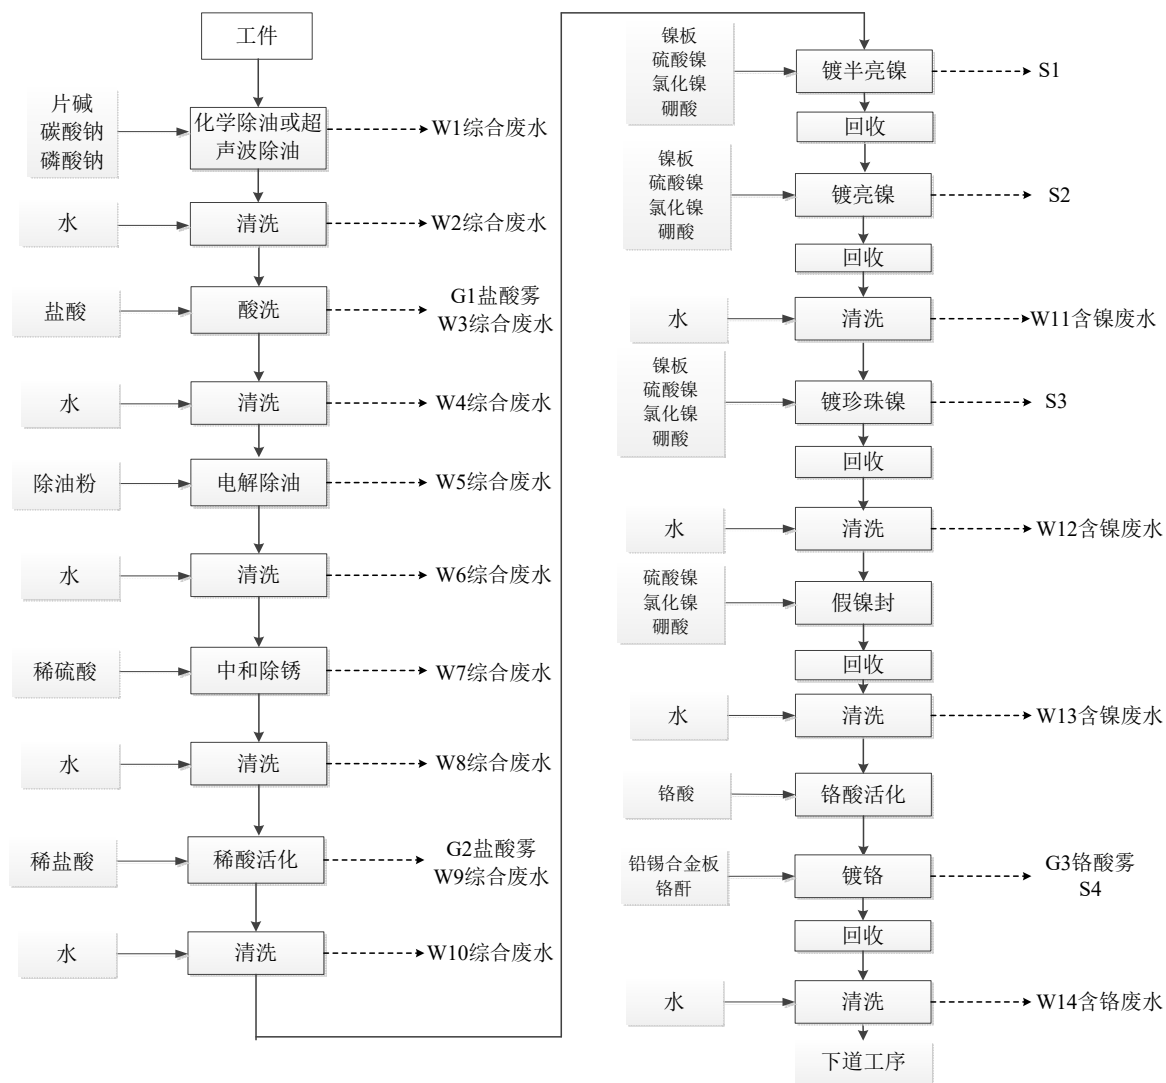 工件
片碱
碳酸钠
磷酸钠
化学除油或超
声波除油
W1综合废水
水
清洗
W2综合废水
盐酸
酸洗
G1盐酸雾
W3综合废水
水
清洗
W4综合废水
除油粉
电解除油
W5综合废水
水
清洗
W6综合废水
稀硫酸
中和除锈
W7综合废水
水
清洗
W8综合废水
稀盐酸
稀酸活化
G2盐酸雾
W9综合废水
水
清洗
W10综合废水
镍板
硫酸镍
氯化镍
硼酸
镀半亮镍
S1
回收
镍板
硫酸镍
氯化镍
硼酸
镀亮镍
S2
回收
水
清洗
W11含镍废水
镍板
硫酸镍
氯化镍
硼酸
镀珍珠镍
S3
回收
水
清洗
W12含镍废水
硫酸镍
氯化镍
硼酸
假镍封
回收
水
清洗
W13含镍废水
铬酸
铬酸活化
铅锡合金板
铬酐
镀铬
G3铬酸雾
S4
回收
水
清洗
W14含铬废水
下道工序